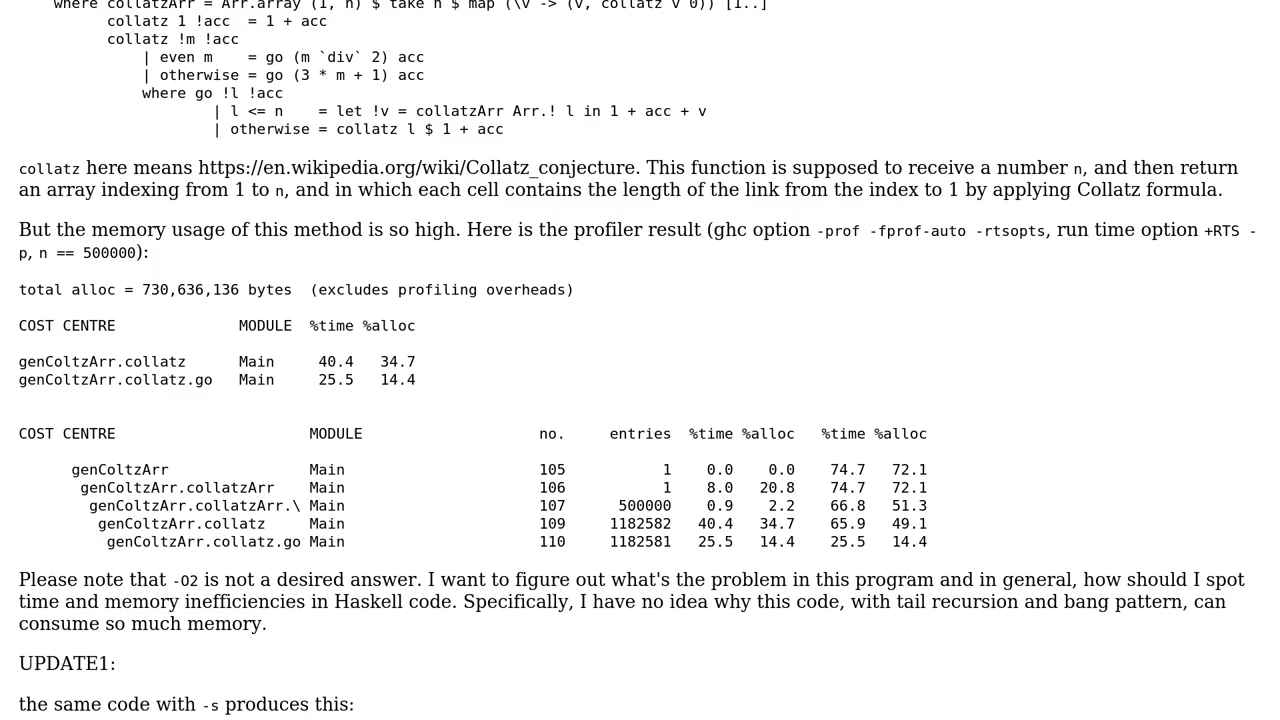 where collatzArr = Arr.array (1, n) $ take n $ map (\v -> (v, collatz v 0)) [1..]
collatz 1 !acc  = 1 + acc
collatz !m !acc
| even m    = go (m `div` 2) acc
| otherwise = go (3 * m + 1) acc
where go !l !acc
| l <= n    = let !v = collatzArr Arr.! l in 1 + acc + v
| otherwise = collatz l $ 1 + acc
collatz here means https://en.wikipedia.org/wiki/Collatz_conjecture. This function is supposed to receive a number n, and then return
an array indexing from 1 to n, and in which each cell contains the length of the link from the index to 1 by applying Collatz formula.
But the memory usage of this method is so high. Here is the profiler result (ghc option -prof -fprof-auto -rtsopts, run time option +RTS -
p, n == 500000):
total alloc = 730,636,136 bytes  (excludes profiling overheads)
COST CENTRE              MODULE  %time %alloc
genColtzArr.collatz      Main     40.4   34.7
genColtzArr.collatz.go   Main     25.5   14.4
COST CENTRE                      MODULE                    no.     entries  %time %alloc   %time %alloc
genColtzArr                Main                      105           1    0.0    0.0    74.7   72.1
genColtzArr.collatzArr    Main                      106           1    8.0   20.8    74.7   72.1
genColtzArr.collatzArr.\ Main                      107      500000    0.9    2.2    66.8   51.3
genColtzArr.collatz     Main                      109     1182582   40.4   34.7    65.9   49.1
genColtzArr.collatz.go Main                      110     1182581   25.5   14.4    25.5   14.4
Please note that -O2 is not a desired answer. I want to figure out what's the problem in this program and in general, how should I spot
time and memory inefficiencies in Haskell code. Specifically, I have no idea why this code, with tail recursion and bang pattern, can
consume so much memory.
UPDATE1:
the same code with -s produces this: